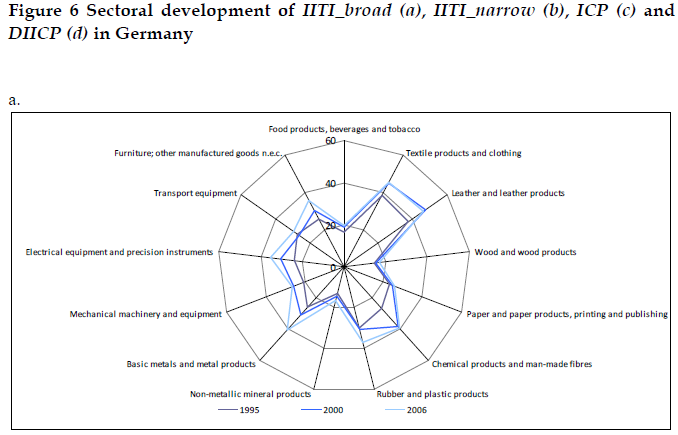 Figure 6 Sectoral development of IITI_broad (a), IITI_narrow (b), ICP (c) and
DIICP (d) in Germany
a.
Food products, beverages and tobacco
60
Furniture; other manufactured goods n.e.c.
Textile products and clothing
40
Transport equipment
Leather and leather products
20
Electrical equipment and precision instruments
Wood and wood products
0
Mechanical machinery and equipment
Paper and paper products, printing and publishing
Basic metals and metal products
Chemical products and man-made fibres
Non-metallic mineral products
Rubber and plastic products
1995 2000 2006